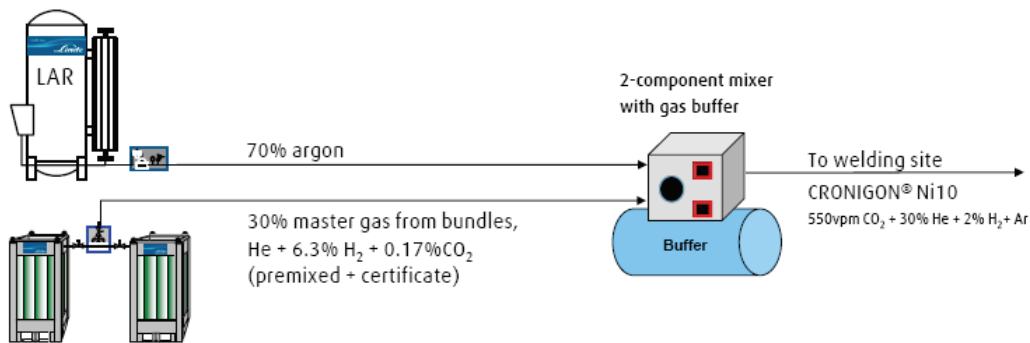 Linde
LAR
2-component mixer
with gas buffer
70% argon
To welding site
CRONIGON® Ni10
550vpm CO₂ + 30% He + 2% H₂+ Ar
30% master gas from bundles,
He + 6.3% H₂ + 0.17%CO₂
(premixed + certificate)
Buffer